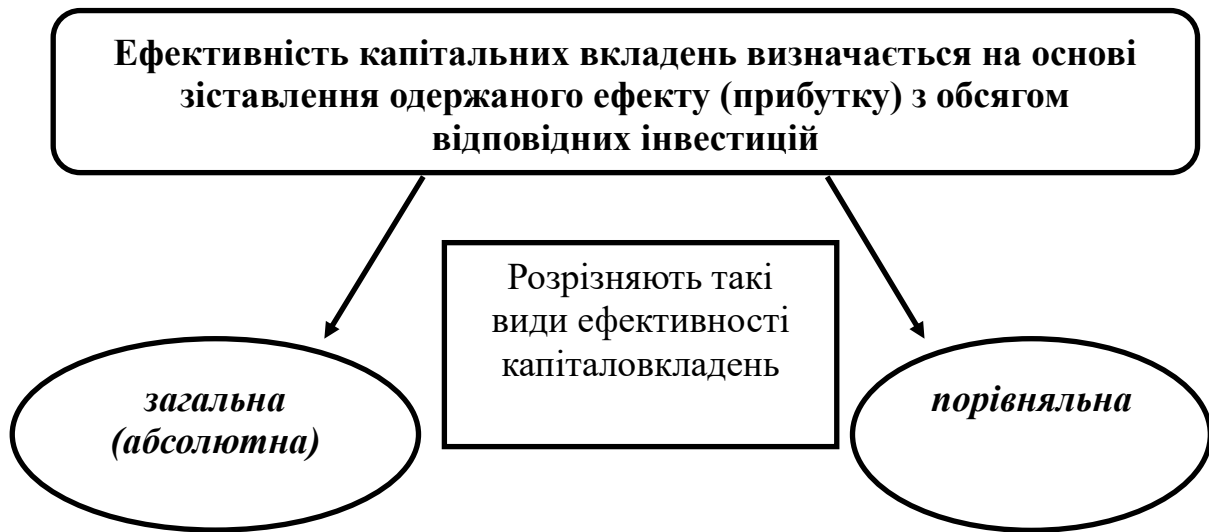 Ефективність капітальних вкладень визначається на основі
зіставлення одержаного ефекту (прибутку) з обсягом
відповідних інвестицій
Розрізняють такі
види ефективності
капіталовкладень
загальна
(абсолютна)
порівняльна